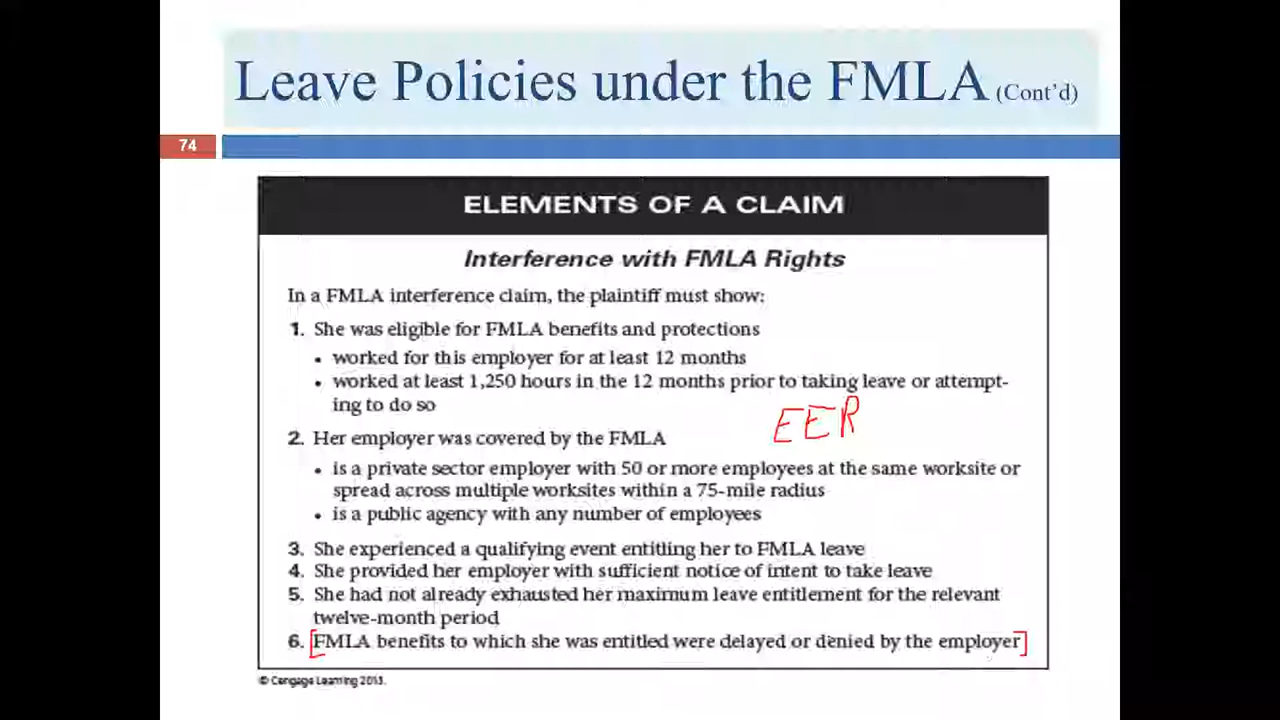 Leave Policies under the FMLA (Cont'd)
74
ELEMENTS OF A CLAIM
Interference with FMLA Rights
In a FMLA interference claim, the plaintiff must show:
1. She was eligible for FMLA benefits and protections
• worked for this employer for at least 12 months
• worked at least 1,250 hours in the 12 months prior to taking leave or attempt-
ing to do so
EER
2. Her employer was covered by the FMLA
• is a private sector employer with 50 or more employees at the same worksite or
spread across multiple worksites within a 75-mile radius
• is a public agency with any number of employees
3. She experienced a qualifying event entitling her to FMLA leave
4. She provided her employer with sufficient notice of intent to take leave
5. She had not already exhausted her maximum leave entitlement for the relevant
twelve-month period
6. [FMLA benefits to which she was entitled were delayed or denied by the employer]
© Cengage Learning 2013.